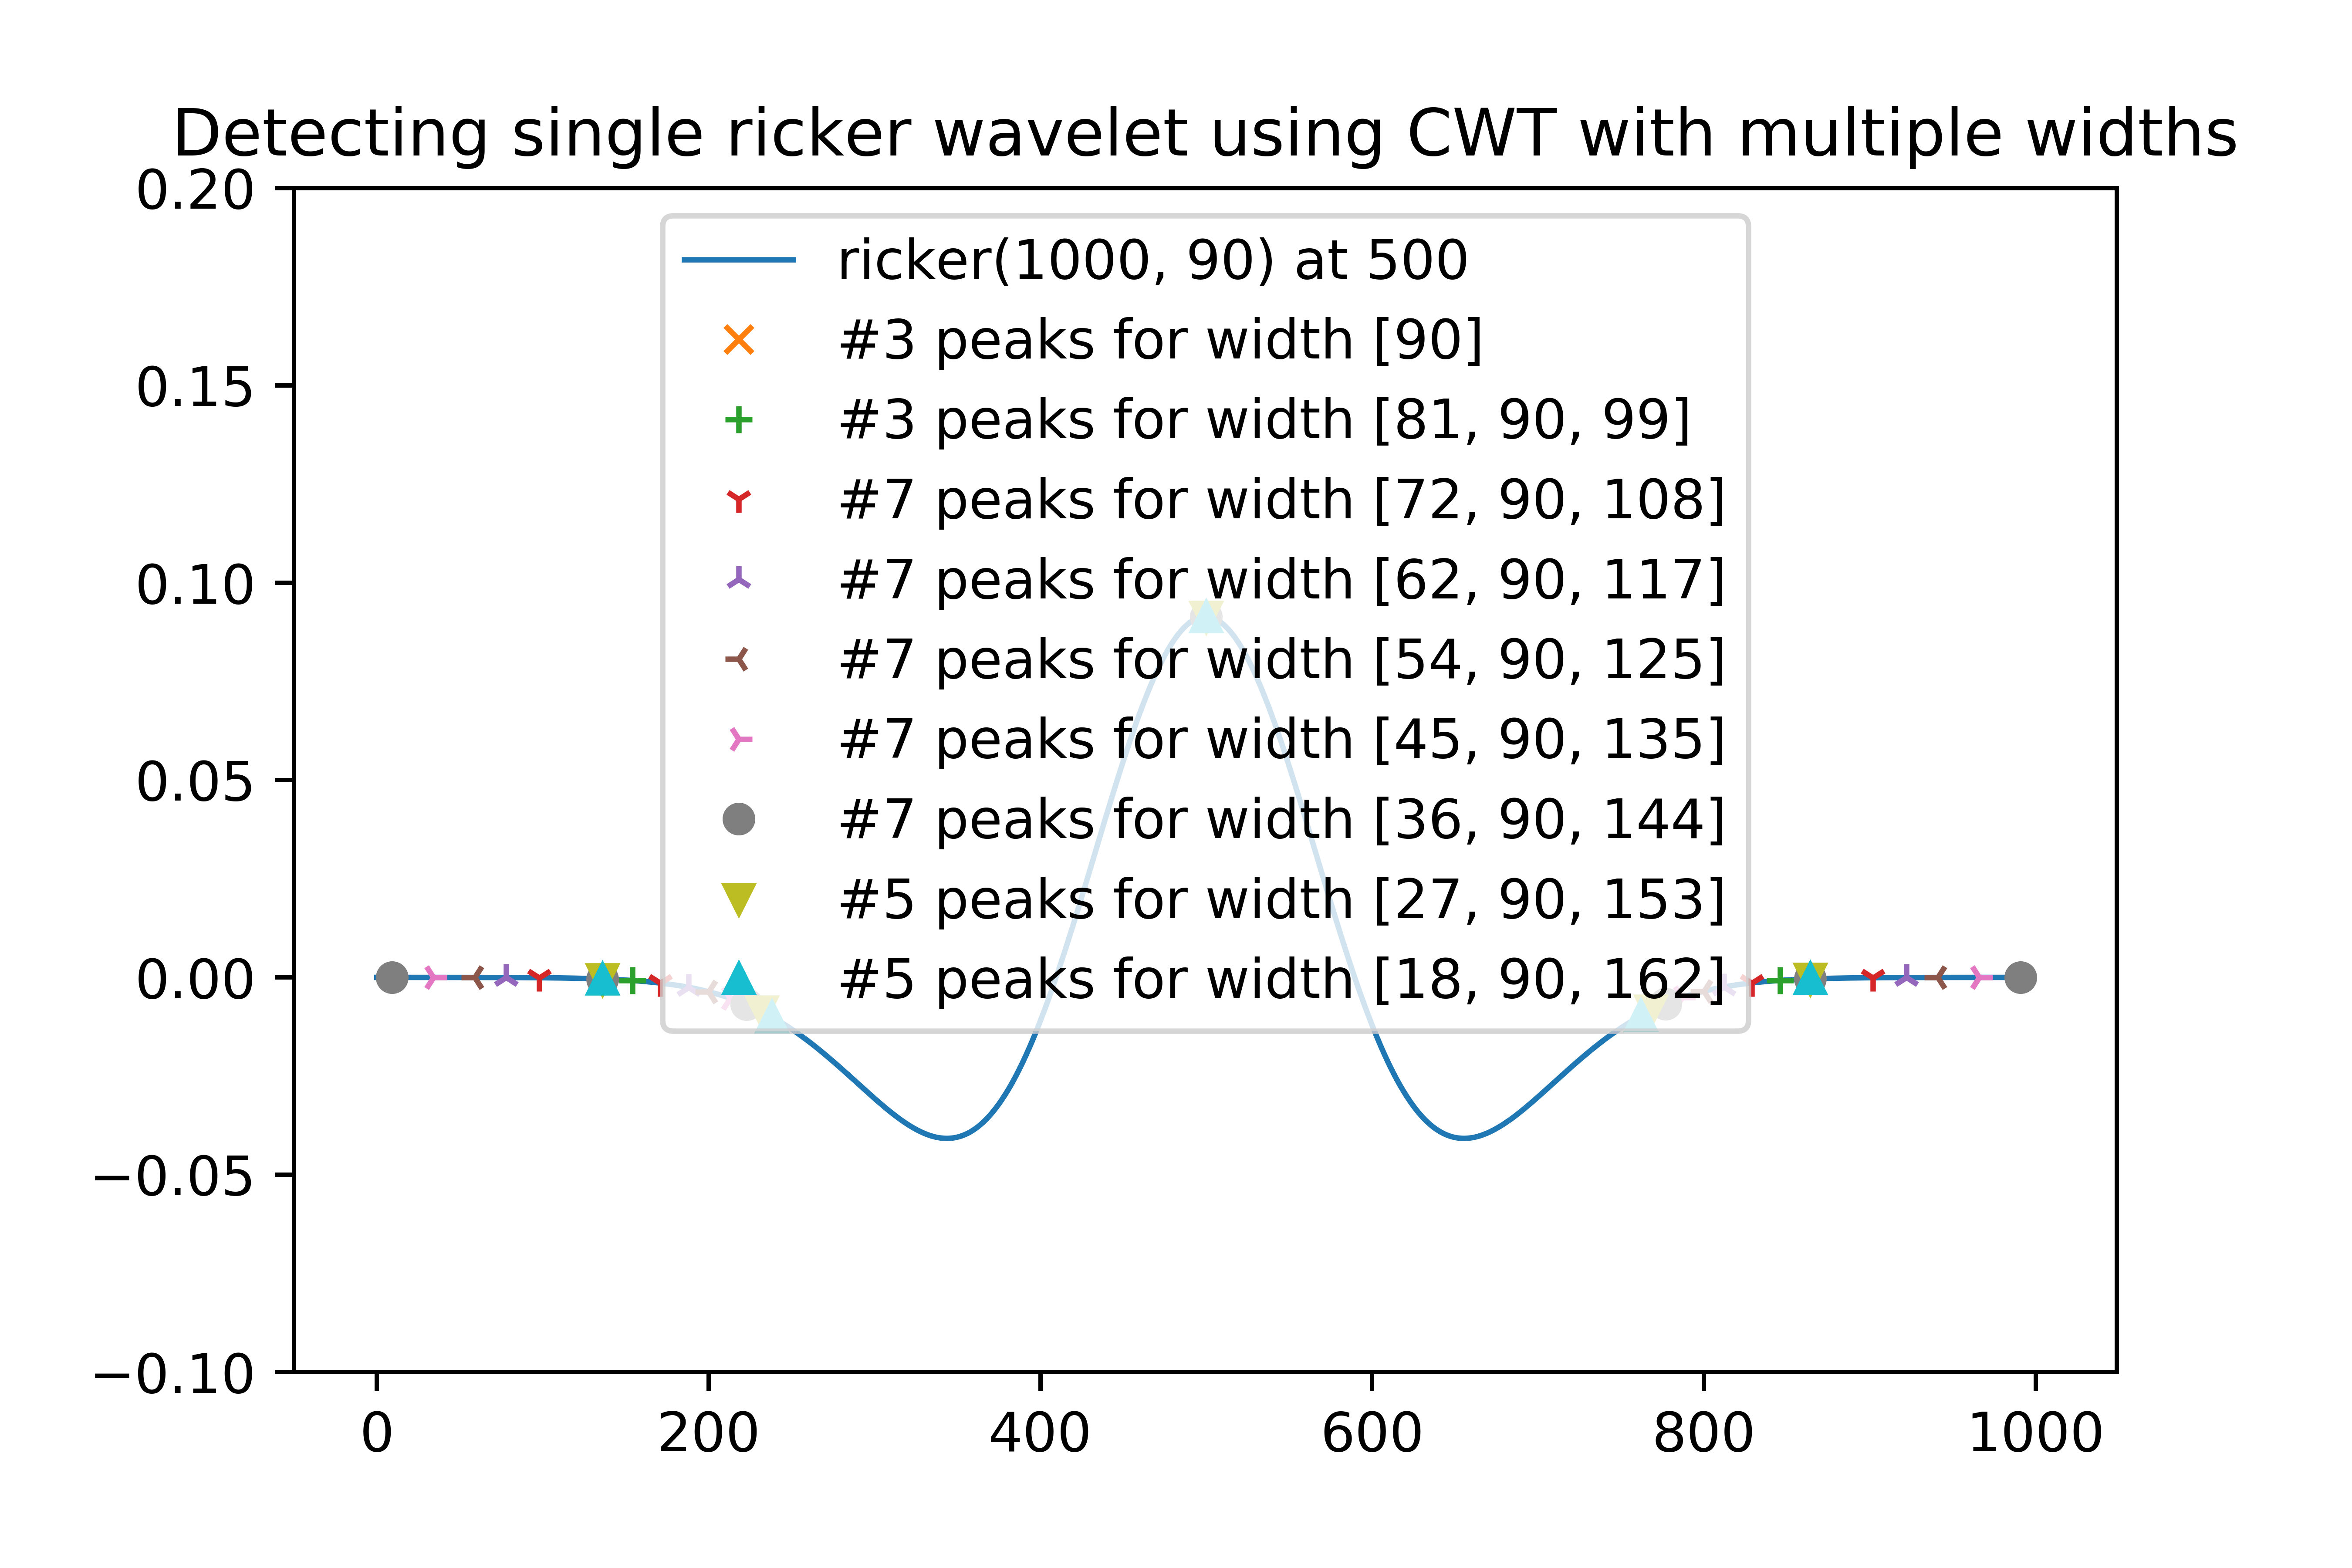 Detecting single ricker wavelet using CWT with multiple widths
0.20
0.15
0.10
0.05
0.00
−0.05
−0.10
ricker(1000, 90) at 500
#3 peaks for width [90]
#3 peaks for width [81, 90, 99]
#7 peaks for width [72, 90, 108]
#7 peaks for width [62, 90, 117]
#7 peaks for width [54, 90, 125]
#7 peaks for width [45, 90, 135]
#7 peaks for width [36, 90, 144]
#5 peaks for width [27, 90, 153]
#5 peaks for width [18, 90, 162]
0 200 400 600 800 1000